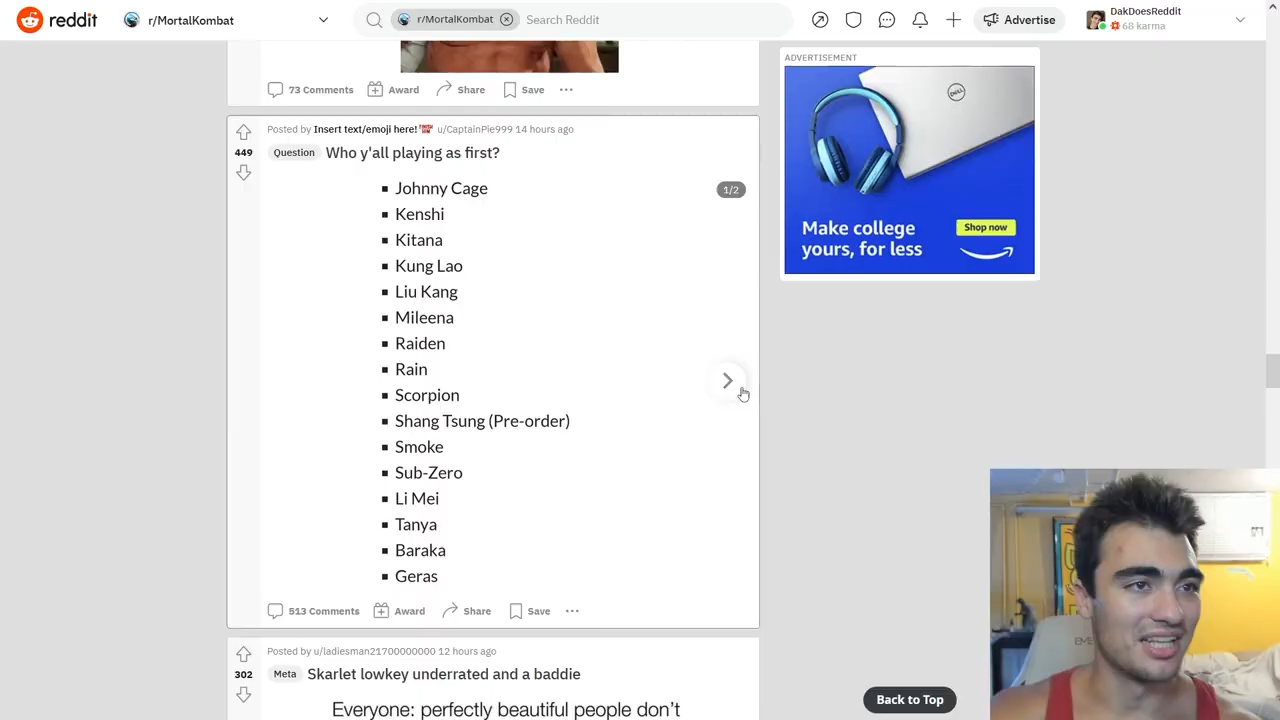 reddit
r/MortalKombat
r/MortalKombat
Search Reddit
Advertise
DakDoesReddit
68 karma
73 Comments
Award
Share
Save
ADVERTISEMENT
DELL
Make college
yours, for less
Shop now
Posted by Insert text/emoji here! u/CaptainPie999 14 hours ago
449
Question
Who y'all playing as first?
1/2
Johnny Cage
Kenshi
Kitana
Kung Lao
Liu Kang
Mileena
Raiden
Rain
Scorpion
Shang Tsung (Pre-order)
Smoke
Sub-Zero
Li Mei
Tanya
Baraka
Geras
513 Comments
Award
Share
Save
Posted by u/ladiesman21700000000 12 hours ago
302
Meta
Skarlet lowkey underrated and a baddie
Everyone: perfectly beautiful people don't
Back to Top